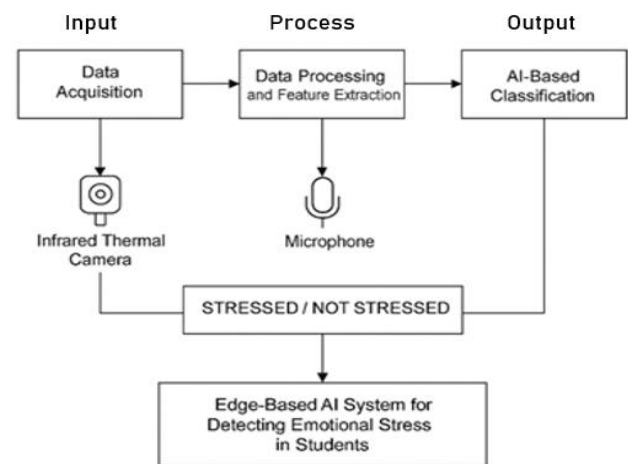 Input
Process
Output
Data
Acquisition
Data Processing
and Feature Extraction
AI-Based
Classification
Infrared Thermal
Camera
Microphone
STRESSED / NOT STRESSED
Edge-Based AI System for
Detecting Emotional Stress
in Students